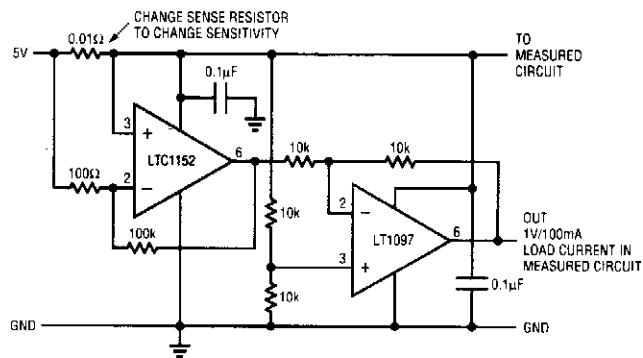 CHANGE SENSE RESISTOR
TO CHANGE SENSITIVITY
0.01Ω
5V
TO
MEASURED
CIRCUIT
0.1µF
3
+
LTC1152
6
10k
10k
100Ω
2
−
100k
10k
2
−
LT1097
6
OUT
1V/100mA
LOAD CURRENT IN
MEASURED CIRCUIT
3
+
10k
0.1µF
GND
GND